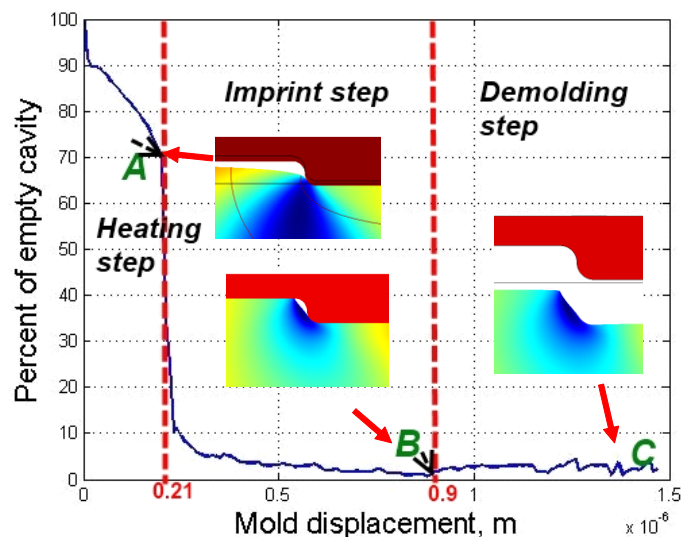 100
90
80
70
60
50
40
30
20
10
0
Percent of empty cavity
Imprint step
Demolding
step
A
Heating
step
B
C
0
0.21
0.5
0.9
1
1.5
Mold displacement, m
x 10⁻⁶